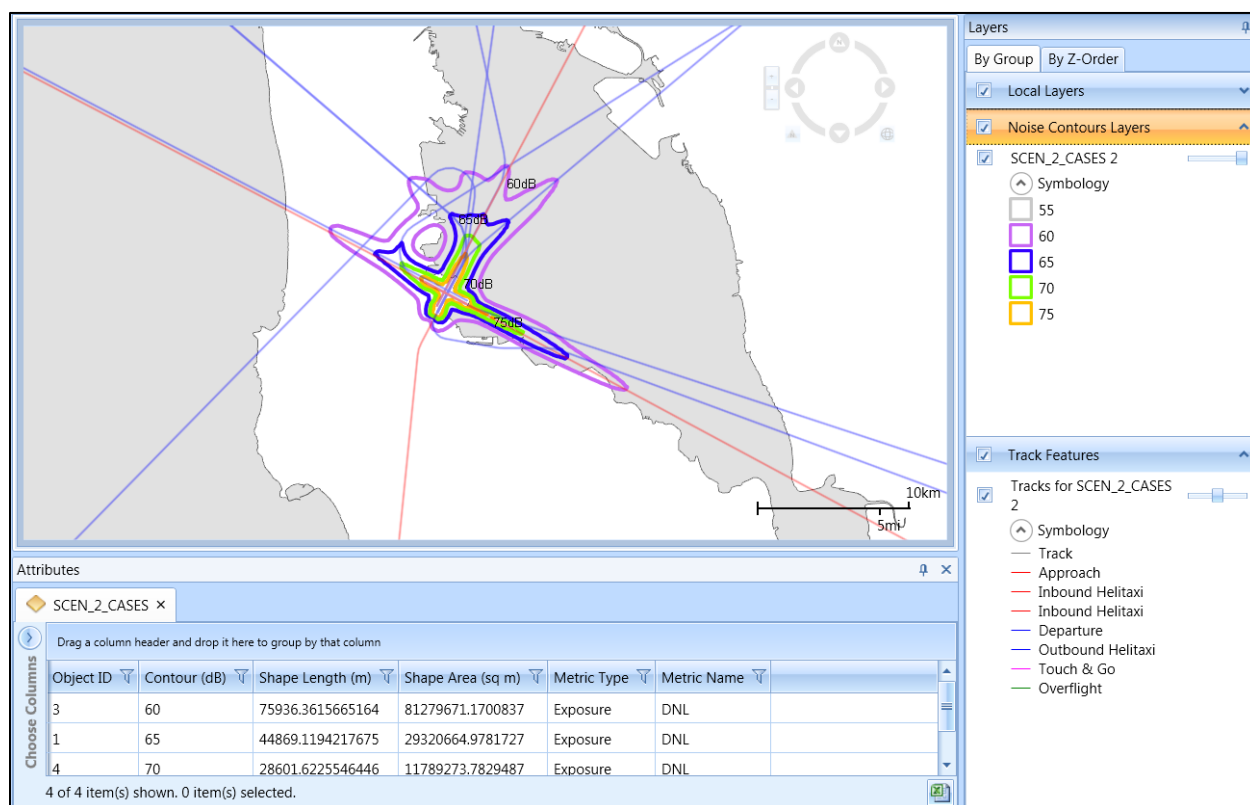 60dB
65dB
70dB
75dB
10km
5mi
Layers
By Group
By Z-Order
Local Layers
Noise Contours Layers
SCEN_2_CASES 2
Symbology
55
60
65
70
75
Track Features
Tracks for SCEN_2_CASES
2
Symbology
Track
Approach
Inbound Helitaxi
Inbound Helitaxi
Departure
Outbound Helitaxi
Touch & Go
Overflight
Attributes
SCEN_2_CASES
Choose Columns
Drag a column header and drop it here to group by that column
Object ID Contour (dB) Shape Length (m) Shape Area (sq m) Metric Type Metric Name
3 60 75936.3615665164 81279671.1700837 Exposure DNL
1 65 44869.1194217675 29320664.9781727 Exposure DNL
4 70 28601.6225546446 11789273.7829487 Exposure DNL
4 of 4 item(s) shown. 0 item(s) selected.